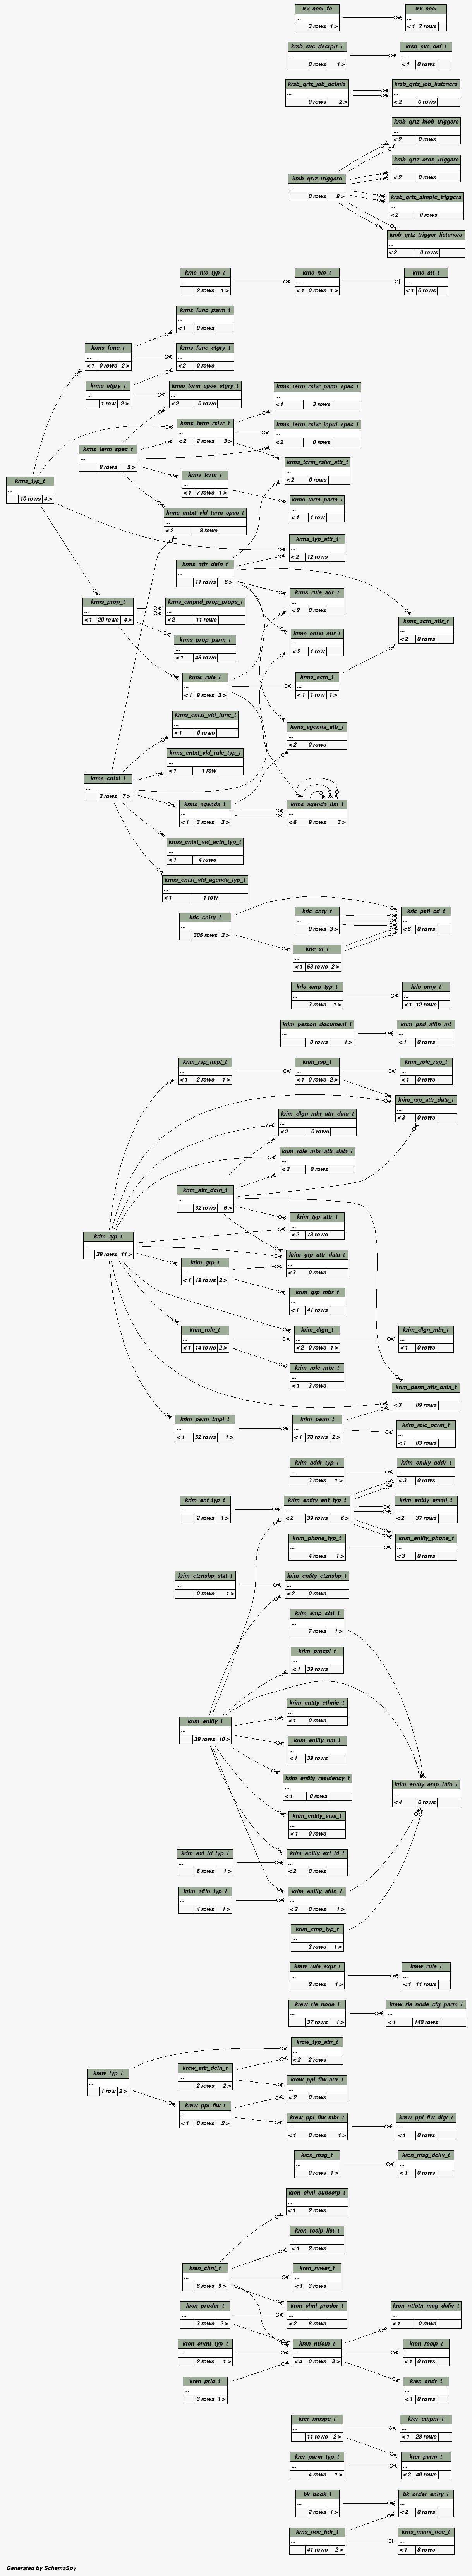 trv_acct_fo
trv_acct
...
...
3 rows 1 >
< 1 7 rows
krsb_svc_dscrptr_t
krsb_svc_def_t
...
...
0 rows 1 >
< 1 0 rows
krsb_qrtz_job_details
krsb_qrtz_job_listeners
...
...
0 rows 2 >
< 2 0 rows
krsb_qrtz_blob_triggers
...
< 2 0 rows
krsb_qrtz_cron_triggers
...
< 2 0 rows
krsb_qrtz_triggers
...
0 rows 8 >
krsb_qrtz_simple_triggers
...
< 2 0 rows
krsb_qrtz_trigger_listeners
...
< 2 0 rows
krms_nle_typ_t
krms_nle_t
krms_att_t
...
...
...
2 rows 1 >
< 1 0 rows 1 >
< 1 0 rows
krms_func_parm_t
...
< 1 0 rows
krms_func_t
krms_func_ctgry_t
...
...
< 1 0 rows 2 >
< 2 0 rows
krms_ctgry_t
krms_term_spec_ctgry_t
krms_term_rslvr_parm_spec_t
...
...
...
1 row 2 >
< 2 0 rows
< 1 3 rows
krms_term_rslvr_t
krms_term_rslvr_input_spec_t
...
...
< 2 2 rows 3 >
< 2 0 rows
krms_term_spec_t
...
9 rows 5 >
krms_term_rslvr_attr_t
...
< 2 0 rows
krms_typ_t
krms_term_t
...
...
10 rows 4 >
< 1 7 rows 1 >
krms_term_parm_t
...
< 1 1 row
krms_cntxt_vld_term_spec_t
...
< 2 8 rows
krms_typ_attr_t
...
< 2 12 rows
krms_attr_defn_t
...
11 rows 6 >
krms_rule_attr_t
...
< 2 0 rows
krms_prop_t
krms_cmpnd_prop_props_t
...
...
< 1 20 rows 4 >
< 2 11 rows
krms_actn_attr_t
...
< 2 0 rows
krms_prop_parm_t
krms_cntxt_attr_t
...
...
< 1 48 rows
< 2 1 row
krms_rule_t
krms_actn_t
...
...
< 1 9 rows 3 >
< 1 1 row 1 >
krms_cntxt_vld_func_t
krms_agenda_attr_t
...
...
< 1 0 rows
< 2 0 rows
krms_cntxt_vld_rule_typ_t
...
< 1 1 row
krms_cntxt_t
...
2 rows 7 >
krms_agenda_t
krms_agenda_itm_t
...
...
< 1 3 rows 3 >
< 6 9 rows 3 >
krms_cntxt_vld_actn_typ_t
...
< 1 4 rows
krms_cntxt_vld_agenda_typ_t
...
< 1 1 row
krlc_cntry_t
krlc_cnty_t
krlc_pstl_cd_t
...
...
...
305 rows 2 >
0 rows 3 >
< 6 0 rows
krlc_st_t
...
< 1 63 rows 2 >
krlc_cmp_typ_t
krlc_cmp_t
...
...
3 rows 1 >
< 1 12 rows
krim_person_document_t
krim_pnd_afltn_mt
...
...
0 rows 1 >
< 1 0 rows
krim_rsp_tmpl_t
krim_rsp_t
krim_role_rsp_t
...
...
...
< 1 2 rows 1 >
< 1 0 rows 2 >
< 1 0 rows
krim_rsp_attr_data_t
...
< 3 0 rows
krim_dlgn_mbr_attr_data_t
...
< 2 0 rows
krim_role_mbr_attr_data_t
...
< 2 0 rows
krim_attr_defn_t
...
32 rows 6 >
krim_typ_attr_t
...
< 2 73 rows
krim_typ_t
krim_grp_attr_data_t
...
...
39 rows 11 >
< 3 0 rows
krim_grp_t
...
< 1 18 rows 2 >
krim_grp_mbr_t
...
< 1 41 rows
krim_role_t
krim_dlgn_t
krim_dlgn_mbr_t
...
...
...
< 1 14 rows 2 >
< 2 0 rows 1 >
< 1 0 rows
krim_role_mbr_t
...
< 1 3 rows
krim_perm_attr_data_t
...
< 3 89 rows
krim_perm_tmpl_t
krim_perm_t
krim_role_perm_t
...
...
...
< 1 52 rows 1 >
< 1 70 rows 2 >
< 1 83 rows
krim_addr_typ_t
krim_entity_addr_t
...
...
3 rows 1 >
< 3 0 rows
krim_ent_typ_t
krim_entity_ent_typ_t
krim_entity_email_t
...
...
...
2 rows 1 >
< 2 39 rows 6 >
< 2 37 rows
krim_phone_typ_t
krim_entity_phone_t
...
...
4 rows 1 >
< 3 0 rows
krim_ctznshp_stat_t
krim_entity_ctznshp_t
...
...
0 rows 1 >
< 2 0 rows
krim_emp_stat_t
...
7 rows 1 >
krim_prncpl_t
...
< 1 39 rows
krim_entity_ethnic_t
...
< 1 0 rows
krim_entity_t
krim_entity_nm_t
...
...
39 rows 10 >
< 1 38 rows
krim_entity_residency_t
krim_entity_emp_info_t
...
...
< 1 0 rows
< 4 0 rows
krim_entity_visa_t
...
< 1 0 rows
krim_ext_id_typ_t
krim_entity_ext_id_t
...
...
6 rows 1 >
< 2 0 rows
krim_afltn_typ_t
krim_entity_afltn_t
...
...
4 rows 1 >
< 2 0 rows 1 >
krim_emp_typ_t
...
3 rows 1 >
krew_rule_expr_t
krew_rule_t
...
...
2 rows 1 >
< 1 11 rows
krew_rte_node_t
krew_rte_node_cfg_parm_t
...
...
37 rows 1 >
< 1 140 rows
krew_typ_attr_t
...
< 2 2 rows
krew_typ_t
krew_attr_defn_t
krew_ppl_flw_attr_t
...
...
...
1 row 2 >
2 rows 2 >
< 2 0 rows
krew_ppl_flw_t
krew_ppl_flw_mbr_t
krew_ppl_flw_dlgt_t
...
...
...
< 1 0 rows 2 >
< 1 0 rows 1 >
< 1 0 rows
kren_msg_t
kren_msg_deliv_t
...
...
0 rows 1 >
< 1 0 rows
kren_chnl_subscrp_t
...
< 1 2 rows
kren_recip_list_t
...
< 1 2 rows
kren_chnl_t
kren_rvwer_t
...
...
6 rows 5 >
< 1 3 rows
kren_prodcr_t
kren_chnl_prodcr_t
kren_ntfctn_msg_deliv_t
...
...
...
3 rows 2 >
< 2 8 rows
< 1 0 rows
kren_cntnt_typ_t
kren_ntfctn_t
kren_recip_t
...
...
...
2 rows 1 >
< 4 0 rows 3 >
< 1 0 rows
kren_prio_t
kren_sndr_t
...
...
3 rows 1 >
< 1 0 rows
krcr_nmspc_t
krcr_cmpnt_t
...
...
11 rows 2 >
< 1 28 rows
krcr_parm_typ_t
krcr_parm_t
...
...
4 rows 1 >
< 2 49 rows
bk_book_t
bk_order_entry_t
...
...
2 rows 1 >
< 2 0 rows
krns_doc_hdr_t
krns_maint_doc_t
...
...
41 rows 2 >
< 1 8 rows
Generated by SchemaSpy